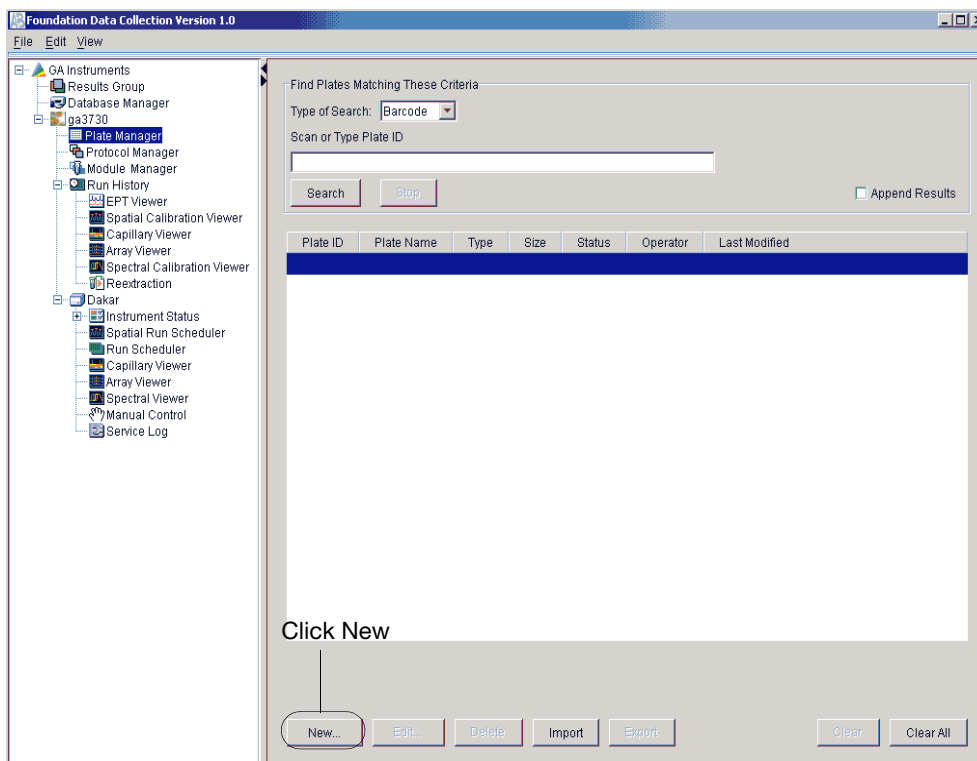 Foundation Data Collection Version 1.0
File Edit View
GA Instruments
Results Group
Database Manager
ga3730
Plate Manager
Protocol Manager
Module Manager
Run History
EPT Viewer
Spatial Calibration Viewer
Capillary Viewer
Array Viewer
Spectral Calibration Viewer
Reextraction
Dakar
Instrument Status
Spatial Run Scheduler
Run Scheduler
Capillary Viewer
Array Viewer
Spectral Viewer
Manual Control
Service Log
Find Plates Matching These Criteria
Type of Search: Barcode
Scan or Type Plate ID
Search Stop Append Results
Plate ID Plate Name Type Size Status Operator Last Modified
Click New
New... Edit... Delete Import Export Clear Clear All